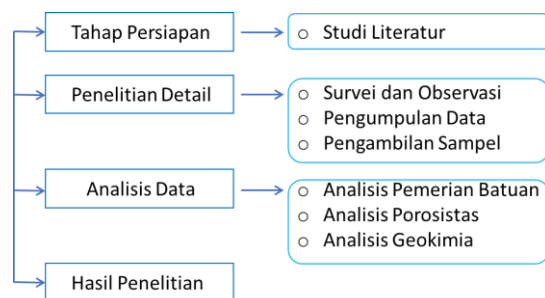 Tahap Persiapan
○ Studi Literatur
Penelitian Detail
○ Survei dan Observasi
○ Pengumpulan Data
○ Pengambilan Sampel
Analisis Data
○ Analisis Pemerian Batuan
○ Analisis Porosistas
○ Analisis Geokimia
Hasil Penelitian